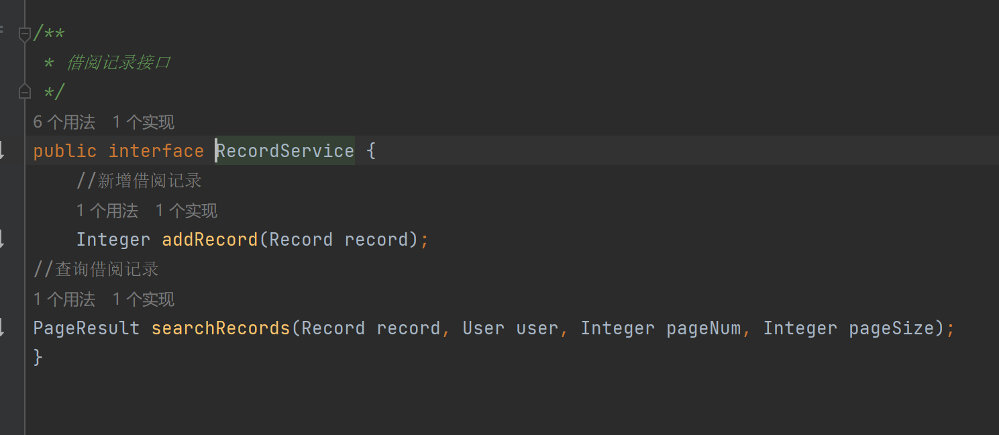 /**
 * 借阅记录接口
 */
6 个用法 1 个实现
public interface RecordService {
    //新增借阅记录
    1 个用法 1 个实现
    Integer addRecord(Record record);
//查询借阅记录
1 个用法 1 个实现
PageResult searchRecords(Record record, User user, Integer pageNum, Integer pageSize);
}